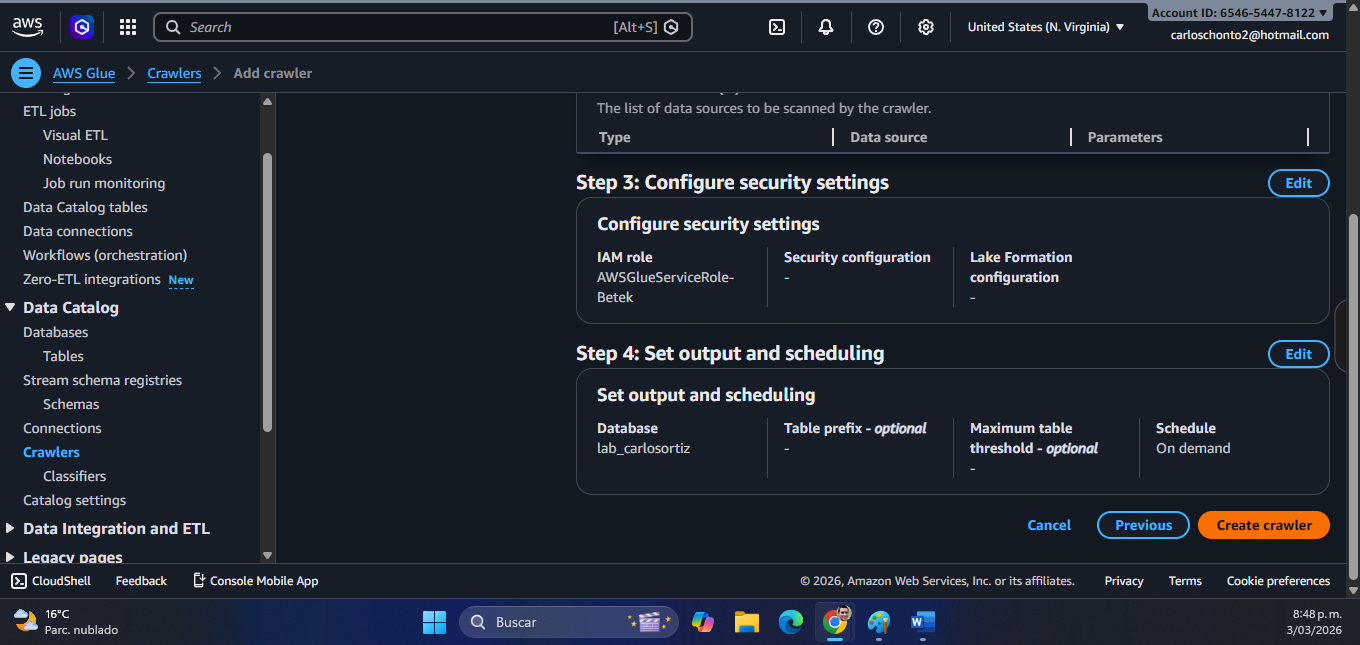 aws
Search
[Alt+S]
United States (N. Virginia)
Account ID: 6546-5447-8122
carloschonto2@hotmail.com
AWS Glue > Crawlers > Add crawler
ETL jobs
Visual ETL
Notebooks
Job run monitoring
Data Catalog tables
Data connections
Workflows (orchestration)
Zero-ETL integrations New
Data Catalog
Databases
Tables
Stream schema registries
Schemas
Connections
Crawlers
Classifiers
Catalog settings
Data Integration and ETL
Legacy pages
The list of data sources to be scanned by the crawler.
Type
Data source
Parameters
Step 3: Configure security settings
Edit
Configure security settings
IAM role
AWSGlueServiceRole-
Betek
Security configuration
-
Lake Formation
configuration
-
Step 4: Set output and scheduling
Edit
Set output and scheduling
Database
lab_carlosortiz
Table prefix - optional
-
Maximum table
threshold - optional
-
Schedule
On demand
Cancel
Previous
Create crawler
CloudShell
Feedback
Console Mobile App
© 2026, Amazon Web Services, Inc. or its affiliates.
Privacy
Terms
Cookie preferences
16°C
Parc. nublado
Buscar
8:48 p. m.
3/03/2026